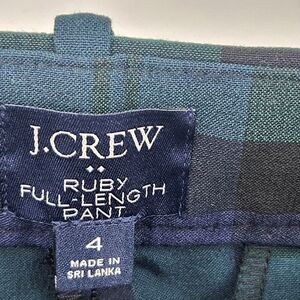 J.CREW
RUBY
FULL-LENGTH
PANT
4
MADE IN
SRI LANKA